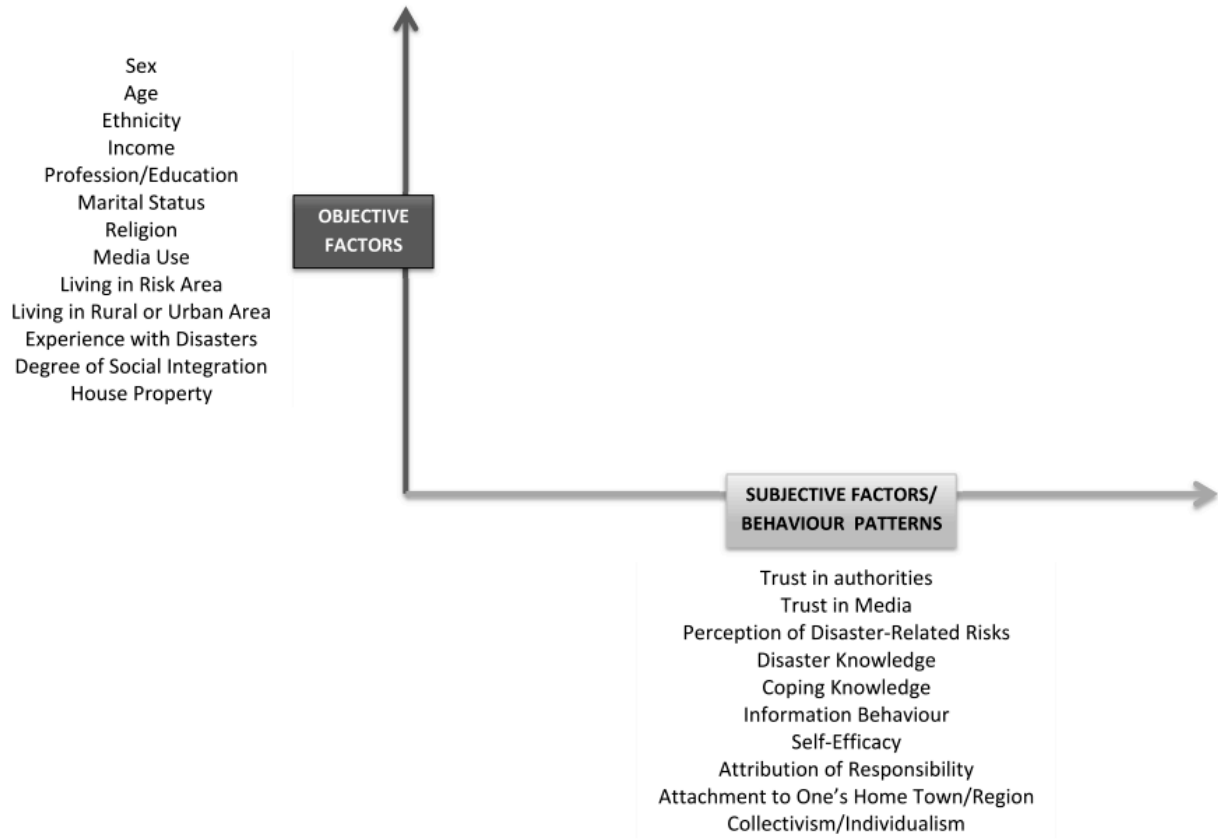 Sex
Age
Ethnicity
Income
Profession/Education
Marital Status
Religion
Media Use
Living in Risk Area
Living in Rural or Urban Area
Experience with Disasters
Degree of Social Integration
House Property
OBJECTIVE
FACTORS
SUBJECTIVE FACTORS/
BEHAVIOUR PATTERNS
Trust in authorities
Trust in Media
Perception of Disaster-Related Risks
Disaster Knowledge
Coping Knowledge
Information Behaviour
Self-Efficacy
Attribution of Responsibility
Attachment to One's Home Town/Region
Collectivism/Individualism